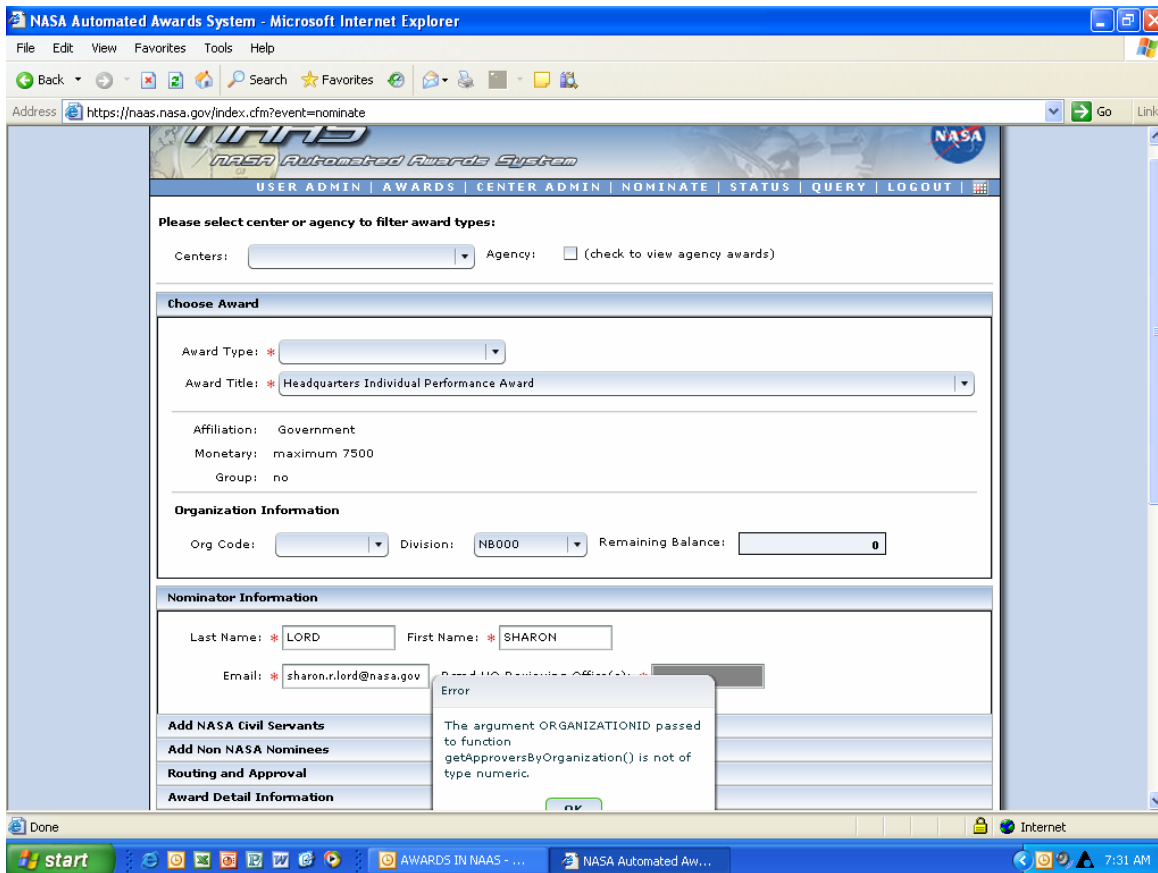 NASA Automated Awards System - Microsoft Internet Explorer
File Edit View Favorites Tools Help
Back Search Favorites
Address https://naas.nasa.gov/index.cfm?event=nominate Go Link
NAAS NASA
NASA Automated Awards System
USER ADMIN | AWARDS | CENTER ADMIN | NOMINATE | STATUS | QUERY | LOGOUT |
Please select center or agency to filter award types:
Centers: Agency: (check to view agency awards)
Choose Award
Award Type: *
Award Title: * Headquarters Individual Performance Award
Affiliation: Government
Monetary: maximum 7500
Group: no
Organization Information
Org Code: Division: NB000 Remaining Balance: 0
Nominator Information
Last Name: * LORD First Name: * SHARON
Email: * sharon.r.lord@nasa.gov
Error
The argument ORGANIZATIONID passed
to function
getApproversByOrganization() is not of
type numeric.
OK
Add NASA Civil Servants
Add Non NASA Nominees
Routing and Approval
Award Detail Information
Done Internet
start AWARDS IN NAAS - ... NASA Automated Aw... 7:31 AM